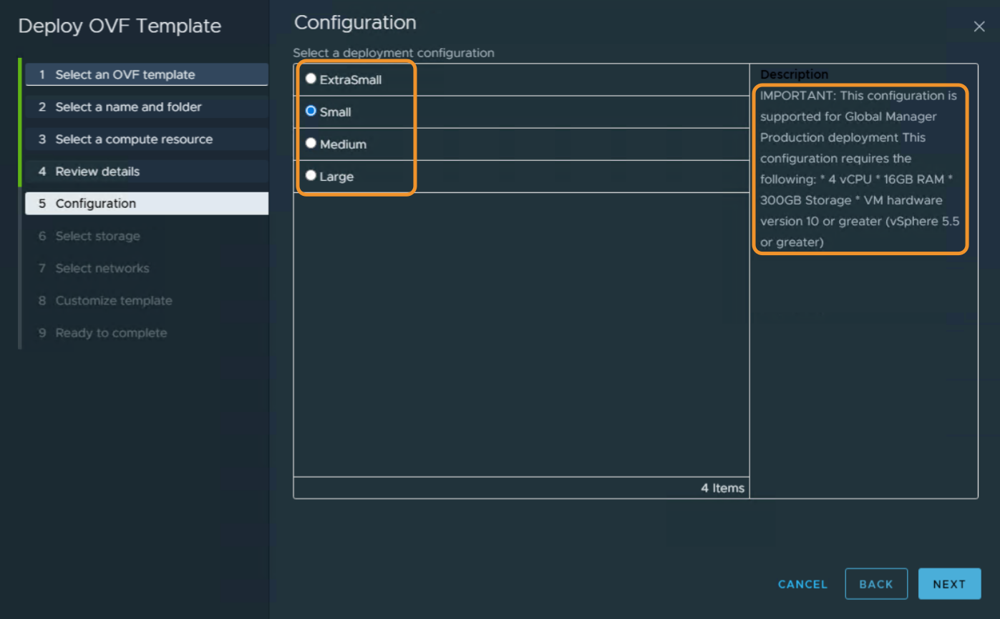 Deploy OVF Template
1 Select an OVF template
2 Select a name and folder
3 Select a compute resource
4 Review details
5 Configuration
6 Select storage
7 Select networks
8 Customize template
9 Ready to complete
Configuration
Select a deployment configuration
ExtraSmall
Small
Medium
Large
4 Items
Description
IMPORTANT: This configuration is
supported for Global Manager
Production deployment This
configuration requires the
following: * 4 vCPU * 16GB RAM *
300GB Storage * VM hardware
version 10 or greater (vSphere 5.5
or greater)
CANCEL
BACK
NEXT